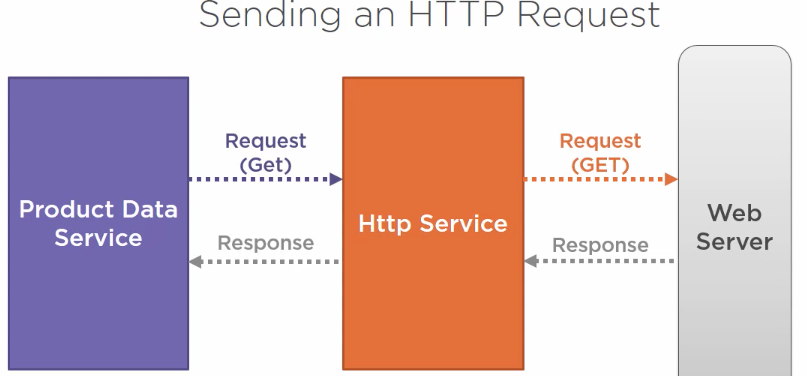 Sending an HTTP Request
Product Data
Service
Request
(Get)
Response
Http Service
Request
(GET)
Response
Web
Server